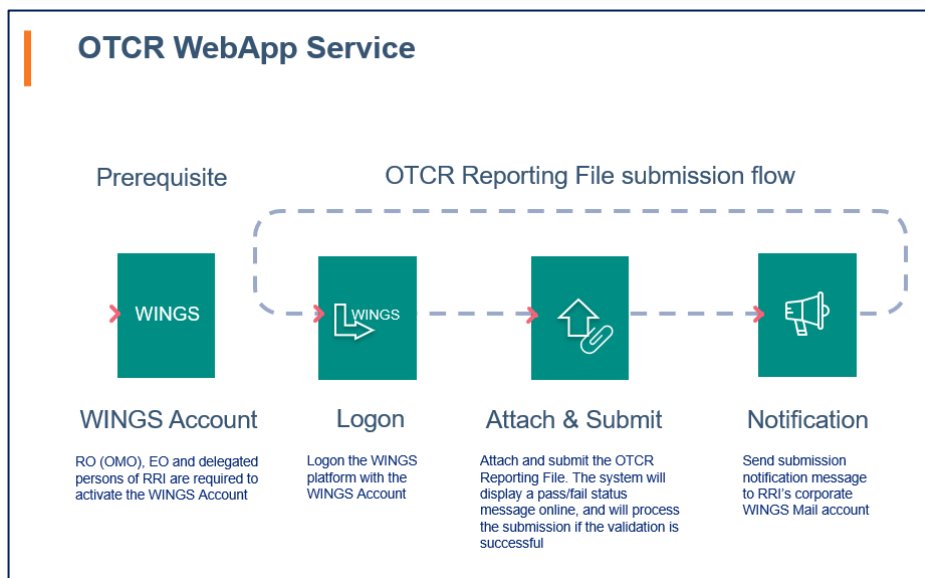 OTCR WebApp Service
Prerequisite
OTCR Reporting File submission flow
WINGS
WINGS
WINGS Account
RO (OMO), EO and delegated
persons of RRI are required to
activate the WINGS Account
Logon
Logon the WINGS
platform with the
WINGS Account
Attach & Submit
Attach and submit the OTCR
Reporting File. The system will
display a pass/fail status
message online, and will process
the submission if the validation is
successful
Notification
Send submission
notification message
to RRI's corporate
WINGS Mail account